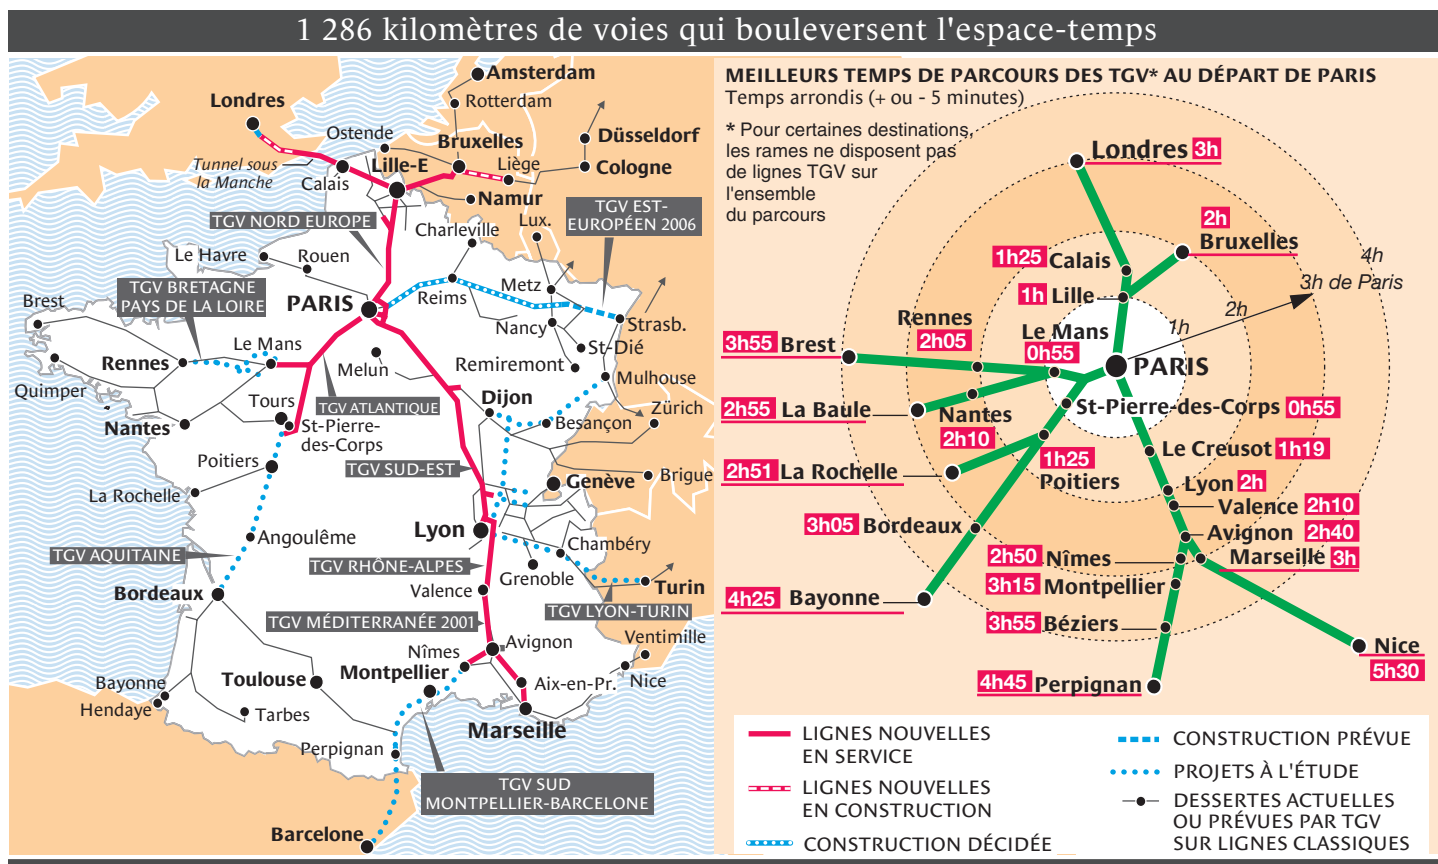 1 286 kilomètres de voies qui bouleversent l'espace-temps
Amsterdam
Rotterdam
Londres
Ostende
Bruxelles
Düsseldorf
Liège
Cologne
Tunnel sous
la Manche
Calais
Lille-E
Namur
TGV NORD EUROPE
Charleville
Lux.
TGV EST-
EUROPÉEN 2006
Le Havre
Rouen
TGV BRETAGNE
PAYS DE LA LOIRE
Brest
PARIS
Reims
Metz
Nancy
Strasb.
Le Mans
Rennes
Melun
Remiremont
St-Dié
Mulhouse
Quimper
Tours
TGV ATLANTIQUE
Dijon
Zürich
Nantes
St-Pierre-
des-Corps
Besançon
Poitiers
TGV SUD-EST
Genève
Brigue
La Rochelle
Lyon
Angoulême
Chambéry
TGV AQUITAINE
TGV RHÔNE-ALPES
Grenoble
Turin
Bordeaux
Valence
TGV LYON-TURIN
TGV MÉDITERRANÉE 2001
Avignon
Ventimille
Nîmes
Montpellier
Nice
Bayonne
Toulouse
Aix-en-Pr.
Hendaye
Tarbes
Marseille
Perpignan
TGV SUD
MONTPELLIER-BARCELONE
Barcelone
MEILLEURS TEMPS DE PARCOURS DES TGV* AU DÉPART DE PARIS
Temps arrondis (+ ou - 5 minutes)
* Pour certaines destinations,
les rames ne disposent pas
de lignes TGV sur
l'ensemble
du parcours
Londres 3h
2h
Bruxelles
1h25 Calais
4h
3h de Paris
1h Lille
2h
1h
Rennes
2h05
Le Mans
0h55
3h55 Brest
PARIS
2h55 La Baule
Nantes
2h10
St-Pierre-des-Corps 0h55
1h25
Poitiers
Le Creusot 1h19
2h51 La Rochelle
Lyon 2h
Valence 2h10
3h05 Bordeaux
Avignon 2h40
2h50 Nîmes
Marseille 3h
3h15 Montpellier
4h25 Bayonne
3h55 Béziers
Nice
5h30
4h45 Perpignan
LIGNES NOUVELLES
EN SERVICE
LIGNES NOUVELLES
EN CONSTRUCTION
CONSTRUCTION DÉCIDÉE
CONSTRUCTION PRÉVUE
PROJETS À L'ÉTUDE
DESSERTES ACTUELLES
OU PRÉVUES PAR TGV
SUR LIGNES CLASSIQUES